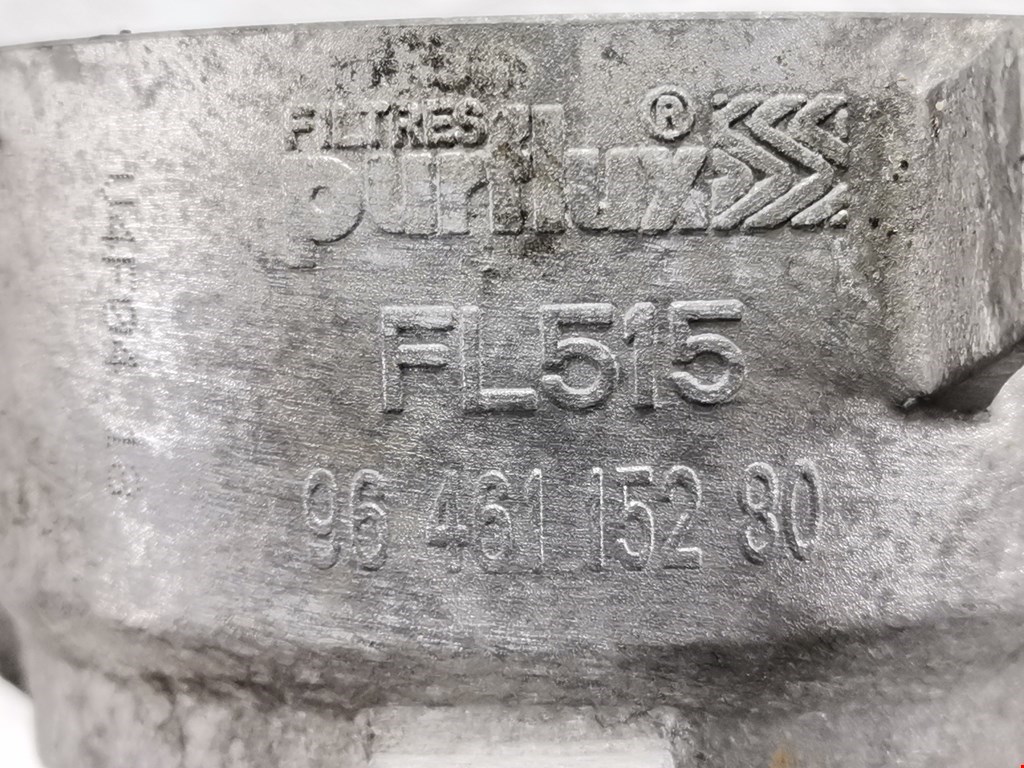 FILTRES
purflux®
FL515
96 461 152 80